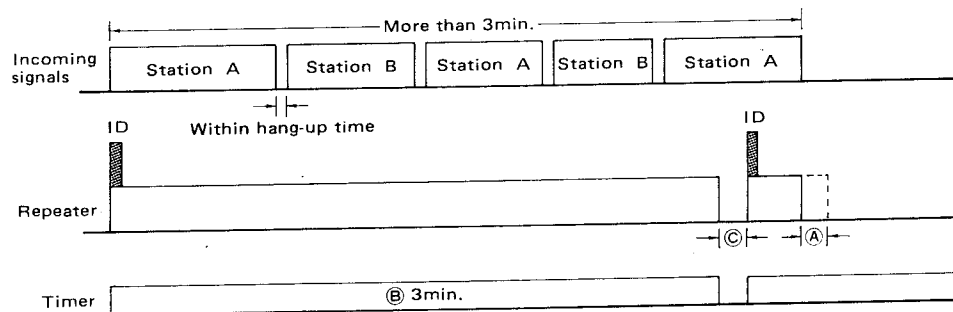 More than 3min.
Incoming signals
Station A
Station B
Station A
Station B
Station A
Within hang-up time
ID
ID
Repeater
Ⓒ
Ⓐ
Timer
Ⓑ 3min.